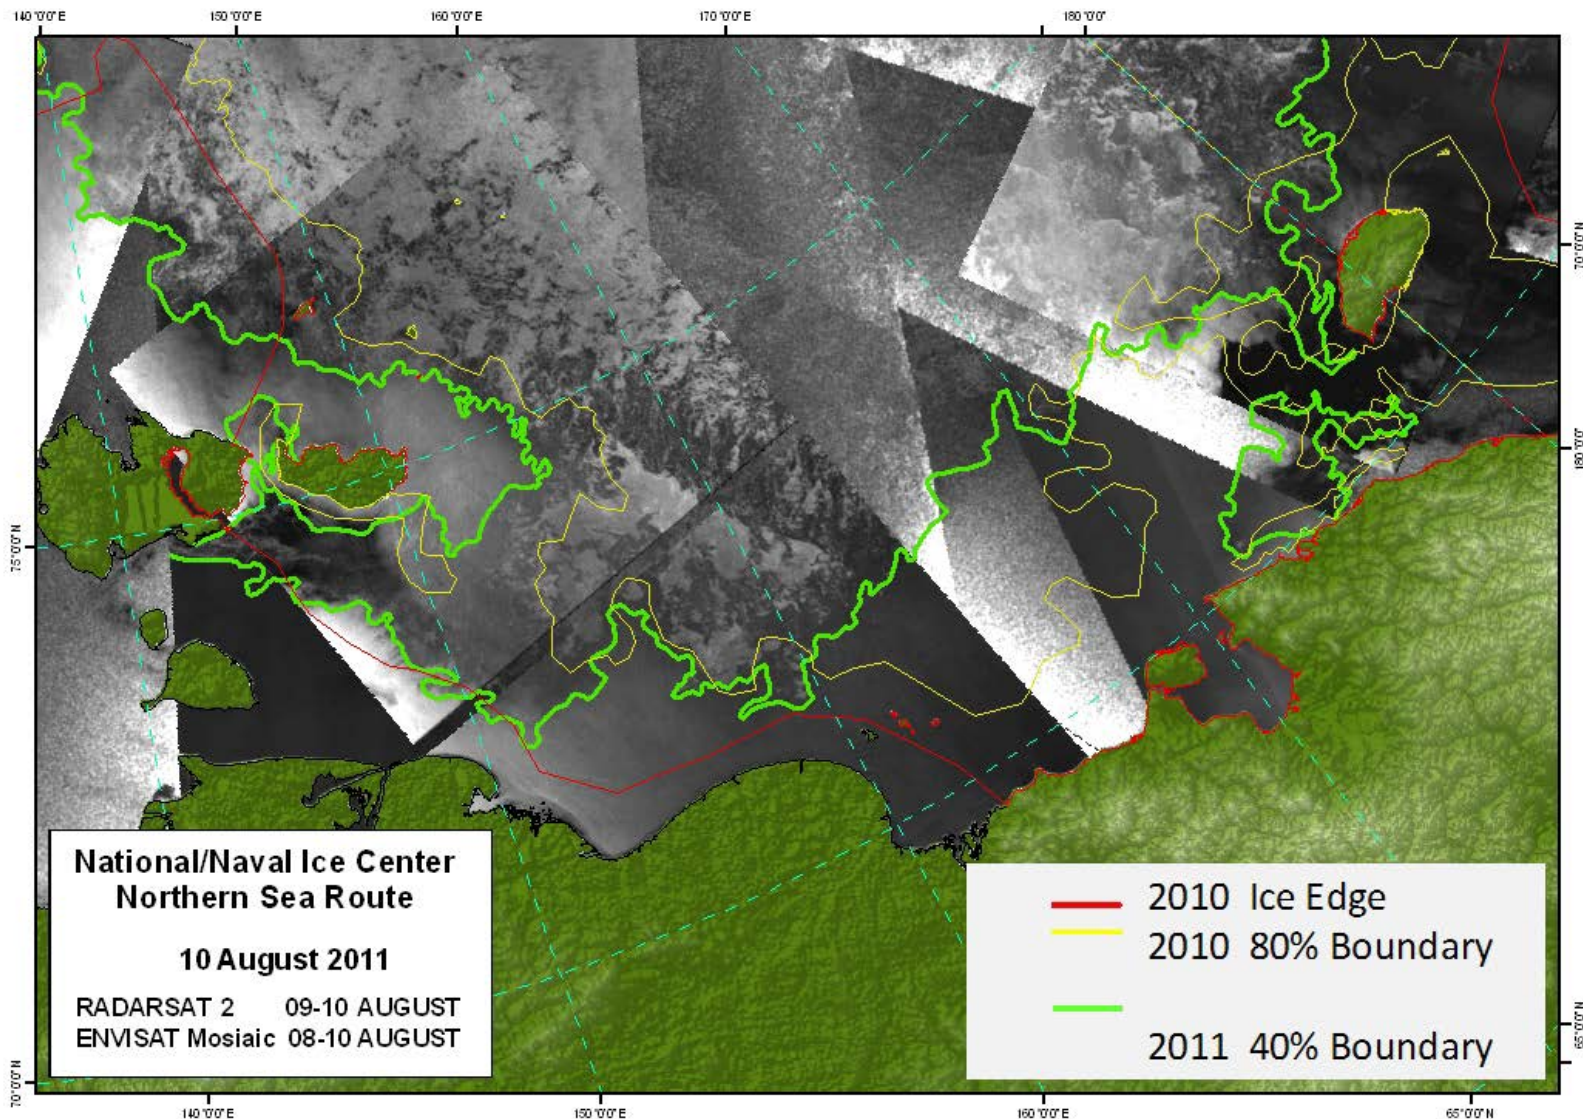 140°0'0"E 150°0'0"E 160°0'0"E 170°0'0"E 180°0'0"
70°0'0"N
180°0'0"
75°0'0"N
National/Naval Ice Center
Northern Sea Route
10 August 2011
RADARSAT 2 09-10 AUGUST
ENVISAT Mosiaic 08-10 AUGUST
2010 Ice Edge
2010 80% Boundary
2011 40% Boundary
65°0'0"N
70°0'0"N
140°0'0"E 150°0'0"E 160°0'0"E 65°0'0"N